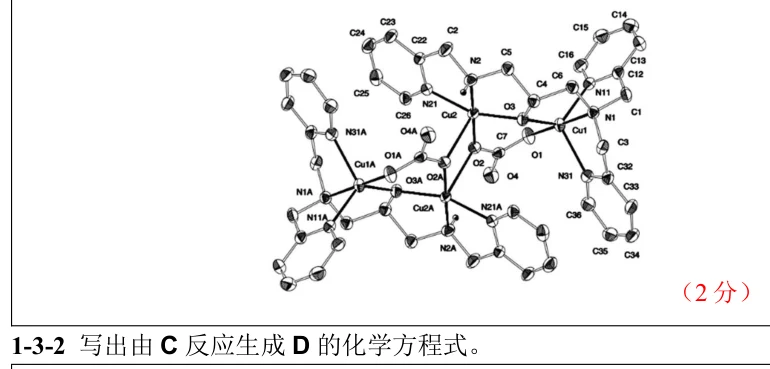 C14
C23
C2
C15
C24
C22
C5
C16
C13
N2
C6
C12
C4
N11
C25
N21
O3
C1
C26
Cu2
N1
Cu1
O4A
C7
N31A
O1
C3
Cu1A
O1A
O2
O2A
O4
N31
C32
O3A
C33
N1A
Cu2A
N21A
N11A
C36
N2A
C35
C34
(2 分)
1-3-2 写出由 C 反应生成 D 的化学方程式。